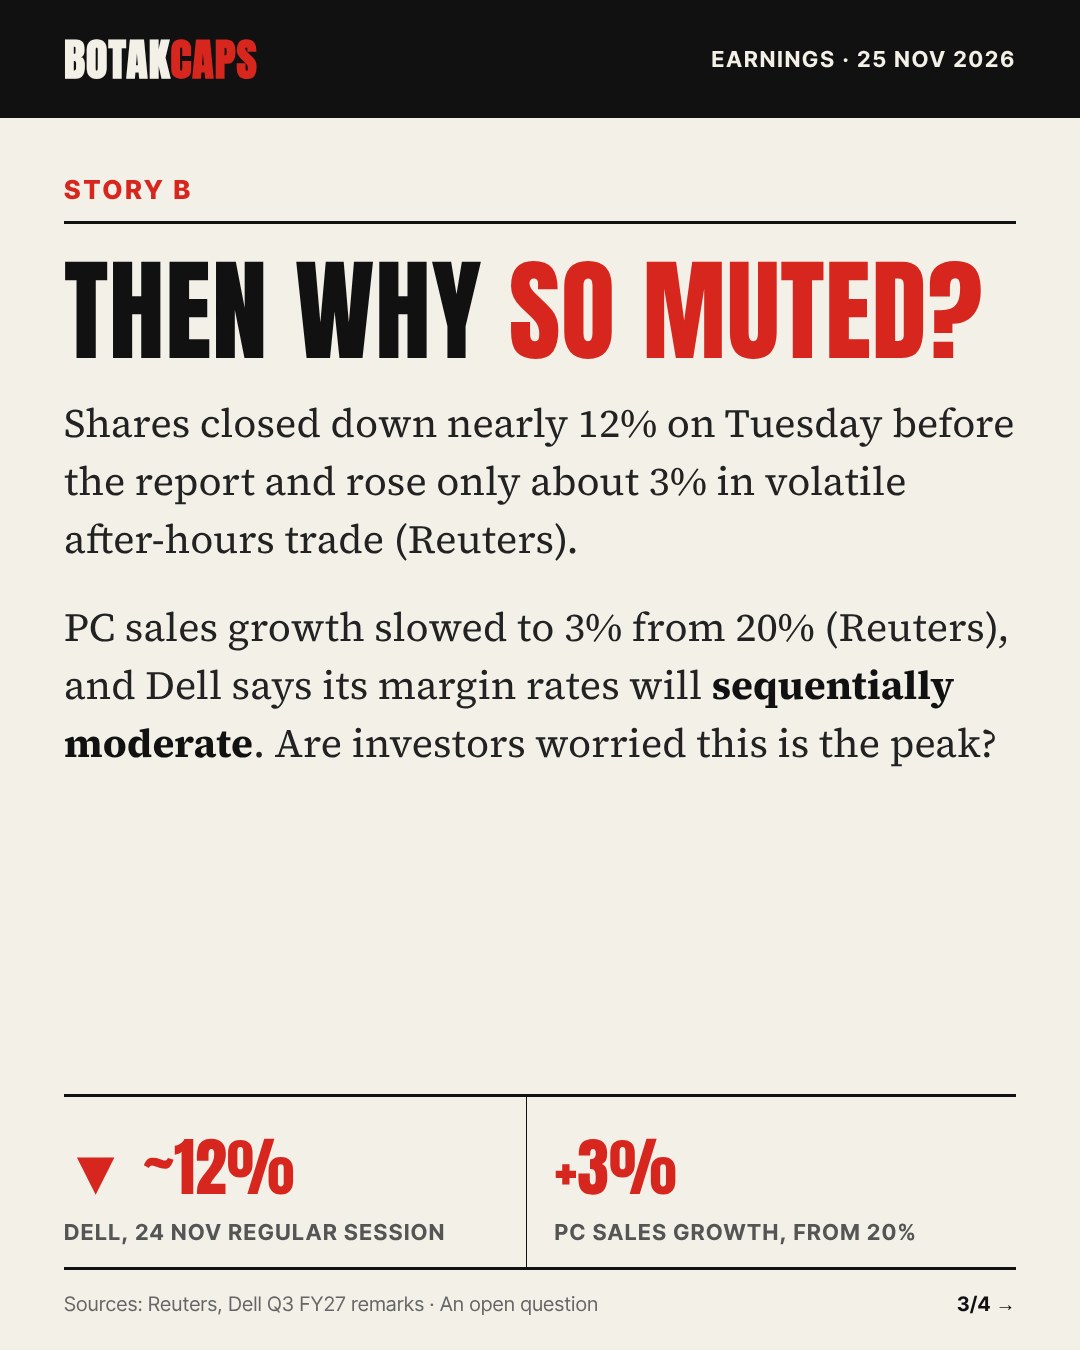 BOTAKCAPS
EARNINGS · 25 NOV 2026
STORY B
THEN WHY SO MUTED?
Shares closed down nearly 12% on Tuesday before
the report and rose only about 3% in volatile
after-hours trade (Reuters).
PC sales growth slowed to 3% from 20% (Reuters),
and Dell says its margin rates will sequentially
moderate. Are investors worried this is the peak?
▼ ~12%
DELL, 24 NOV REGULAR SESSION
+3%
PC SALES GROWTH, FROM 20%
Sources: Reuters, Dell Q3 FY27 remarks · An open question
3/4 →